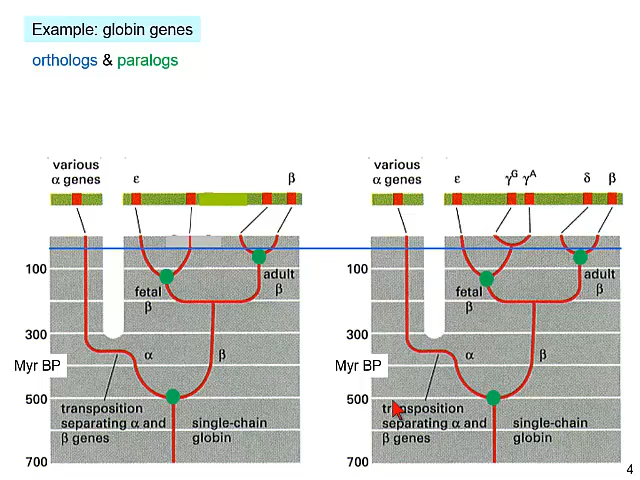 Example: globin genes
orthologs & paralogs
various
α genes
ε
β
100
300
Myr BP
500
700
fetal
β
adult
β
α
β
transposition
separating α and
β genes
single-chain
globin
various
α genes
ε
γG
γA
δ
β
100
300
Myr BP
500
700
fetal
β
adult
β
α
β
transposition
separating α and
β genes
single-chain
globin
4